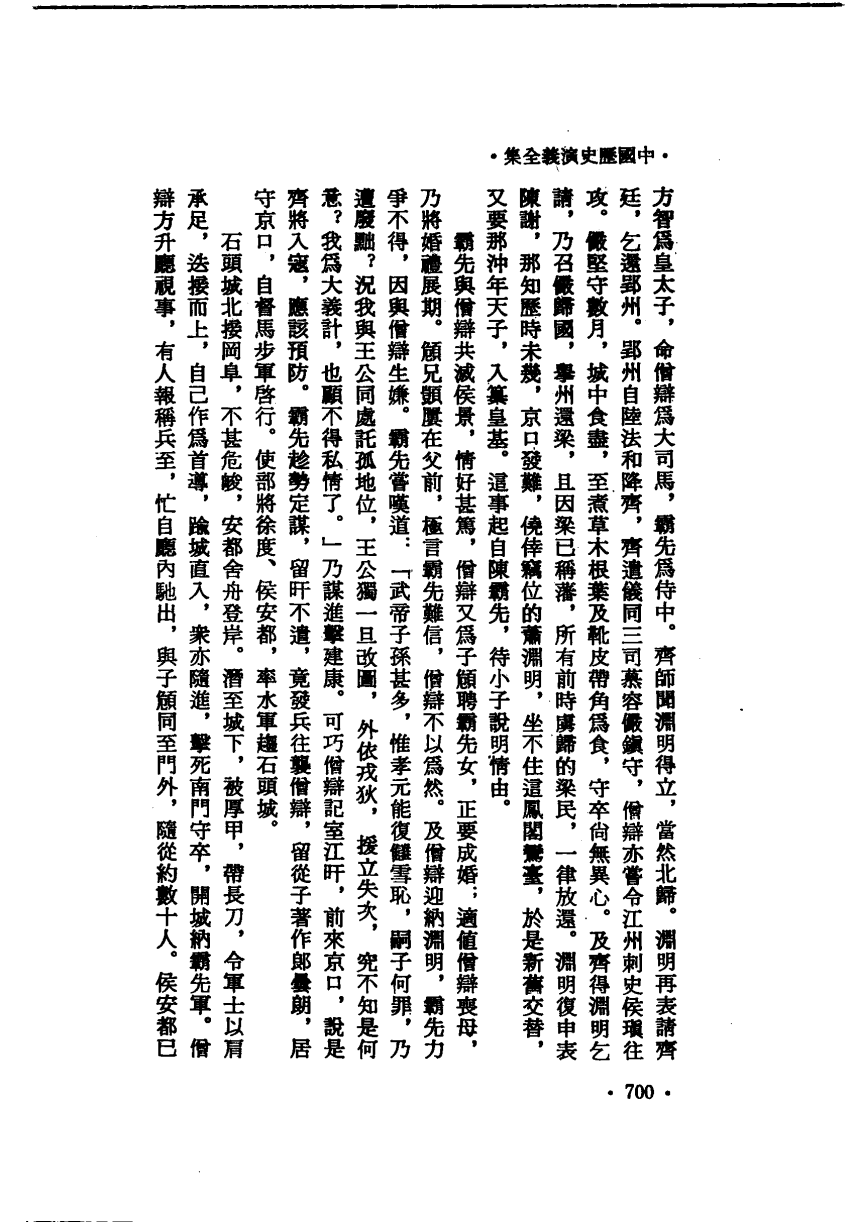 ·中國歷史演義全集·
方智爲皇太子，命僧辯爲大司馬，霸先爲侍中。齊師聞淵明得立，當然北歸。淵明再表請齊
廷，乞還郢州。郢州自陸法和降齊，齊遣儀同三司慕容儼鎮守，僧辯亦嘗令江州刺史侯瑱往
攻。儼堅守數月，城中食盡，至煮草木根葉及靴皮帶角爲食，守卒尙無異心。及齊得淵明乞
請，乃召儼歸國，舉州還梁，且因梁已稱藩，所有前時虜歸的梁民，一律放還。淵明復申表
陳謝，那知歷時未幾，京口發難，僥倖竊位的蕭淵明，坐不住這鳳閣鸞臺，於是新舊交替，
又要那沖年天子，入纂皇基。這事起自陳霸先，待小子說明情由。
霸先與僧辯共滅侯景，情好甚篤，僧辯又爲子頠聘霸先女，正要成婚；適値僧辯喪母，
乃將婚禮展期。頠兄顗屢在父前，極言霸先難信，僧辯不以爲然。及僧辯迎納淵明，霸先力
爭不得，因與僧辯生嫌。霸先嘗嘆道：「武帝子孫甚多，惟孝元能復讎雪恥，嗣子何罪，乃
遭廢黜？況我與王公同處託孤地位，王公獨一旦改圖，外依戎狄，援立失次，究不知是何
意？我爲大義計，也顧不得私情了。」乃謀進擊建康。可巧僧辯記室江旰，前來京口，說是
齊將入寇，應該預防。霸先趁勢定謀，留旰不遣，竟發兵往襲僧辯，留從子著作郎曇朗，居
守京口，自督馬步軍啓行。使部將徐度、侯安都，率水軍趨石頭城。
石頭城北接岡阜，不甚危峻，安都舍舟登岸。潛至城下，被厚甲，帶長刀，令軍士以肩
承足，迭接而上，自己作爲首導，踰城直入，衆亦隨進，擊死南門守卒，開城納霸先軍。僧
辯方升廳視事，有人報稱兵至，忙自廳內馳出，與子頠同至門外，隨從約數十人。侯安都已
·700·